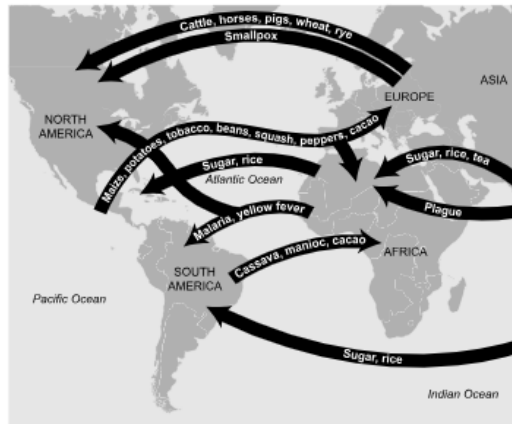 Cattle, horses, pigs, wheat, rye
Smallpox
ASIA
EUROPE
NORTH
AMERICA
Maize, potatoes, tobacco, beans, squash, peppers, cacao
Sugar, rice
Sugar, rice, tea
Atlantic Ocean
Plague
Malaria, yellow fever
Cassava, manioc, cacao
AFRICA
SOUTH
AMERICA
Pacific Ocean
Sugar, rice
Indian Ocean